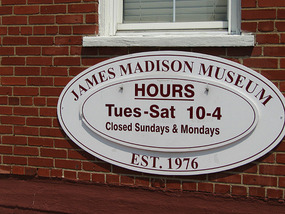 JAMES MADISON MUSEUM
HOURS
Tues-Sat 10-4
Closed Sundays & Mondays
EST. 1976